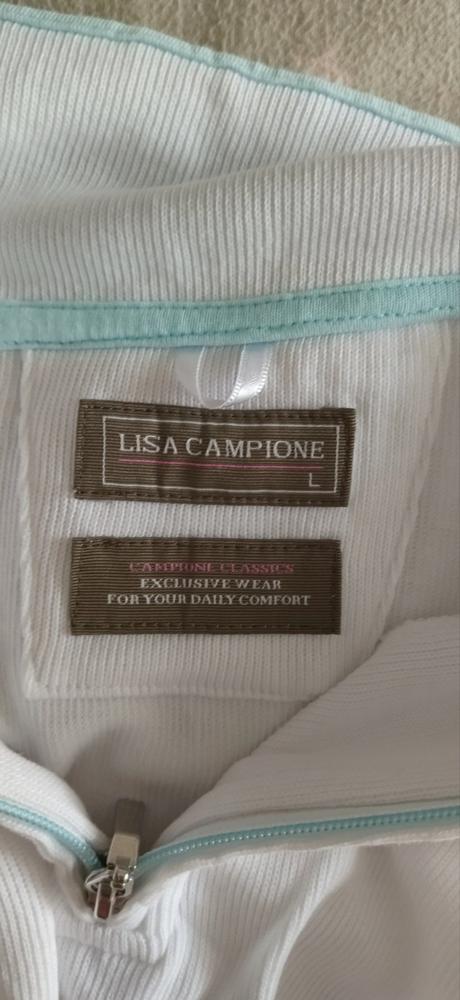 LISA CAMPIONE
L
CAMPIONE CLASSICS
EXCLUSIVE WEAR
FOR YOUR DAILY COMFORT